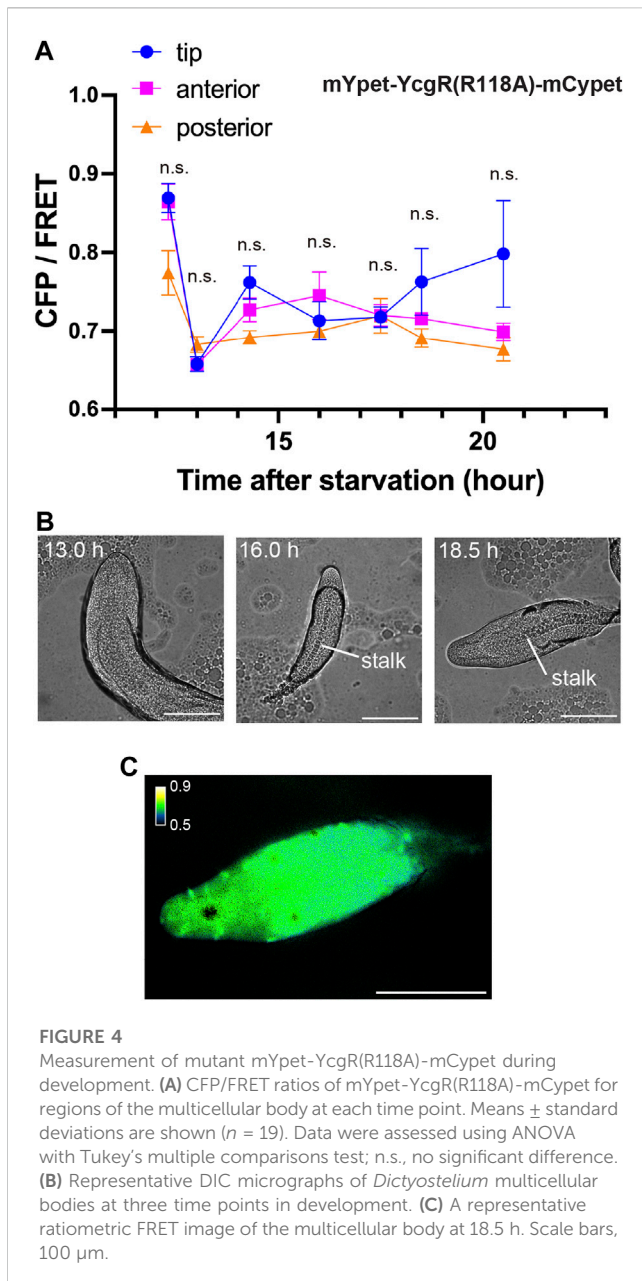 A
tip
anterior
posterior
mYpet-YcgR(R118A)-mCypet
1.0
0.9
0.8
0.7
0.6
CFP / FRET
n.s.
n.s.
n.s.
n.s.
n.s.
n.s.
n.s.
15
20
Time after starvation (hour)
B
13.0 h
16.0 h
18.5 h
stalk
stalk
C
0.9
0.5
FIGURE 4
Measurement of mutant mYpet-YcgR(R118A)-mCypet during
development. (A) CFP/FRET ratios of mYpet-YcgR(R118A)-mCypet for
regions of the multicellular body at each time point. Means ± standard
deviations are shown (n = 19). Data were assessed using ANOVA
with Tukey's multiple comparisons test; n.s., no significant difference.
(B) Representative DIC micrographs of Dictyostelium multicellular
bodies at three time points in development. (C) A representative
ratiometric FRET image of the multicellular body at 18.5 h. Scale bars,
100 μm.